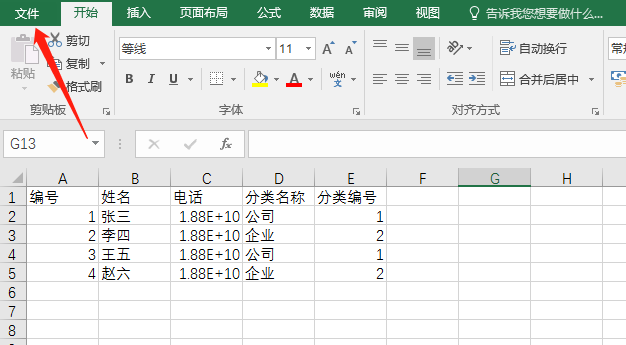 文件 开始 插入 页面布局 公式 数据 审阅 视图 告诉我您想要做什么...
剪切
等线 11 A A
自动换行
常规
粘贴
复制
格式刷
B I U A wén 文
合并后居中
剪贴板 字体 对齐方式
G13 fx
A B C D E F G H
1 编号 姓名 电话 分类名称 分类编号
2 1 张三 1.88E+10 公司 1
3 2 李四 1.88E+10 企业 2
4 3 王五 1.88E+10 公司 1
5 4 赵六 1.88E+10 企业 2
6
7
8